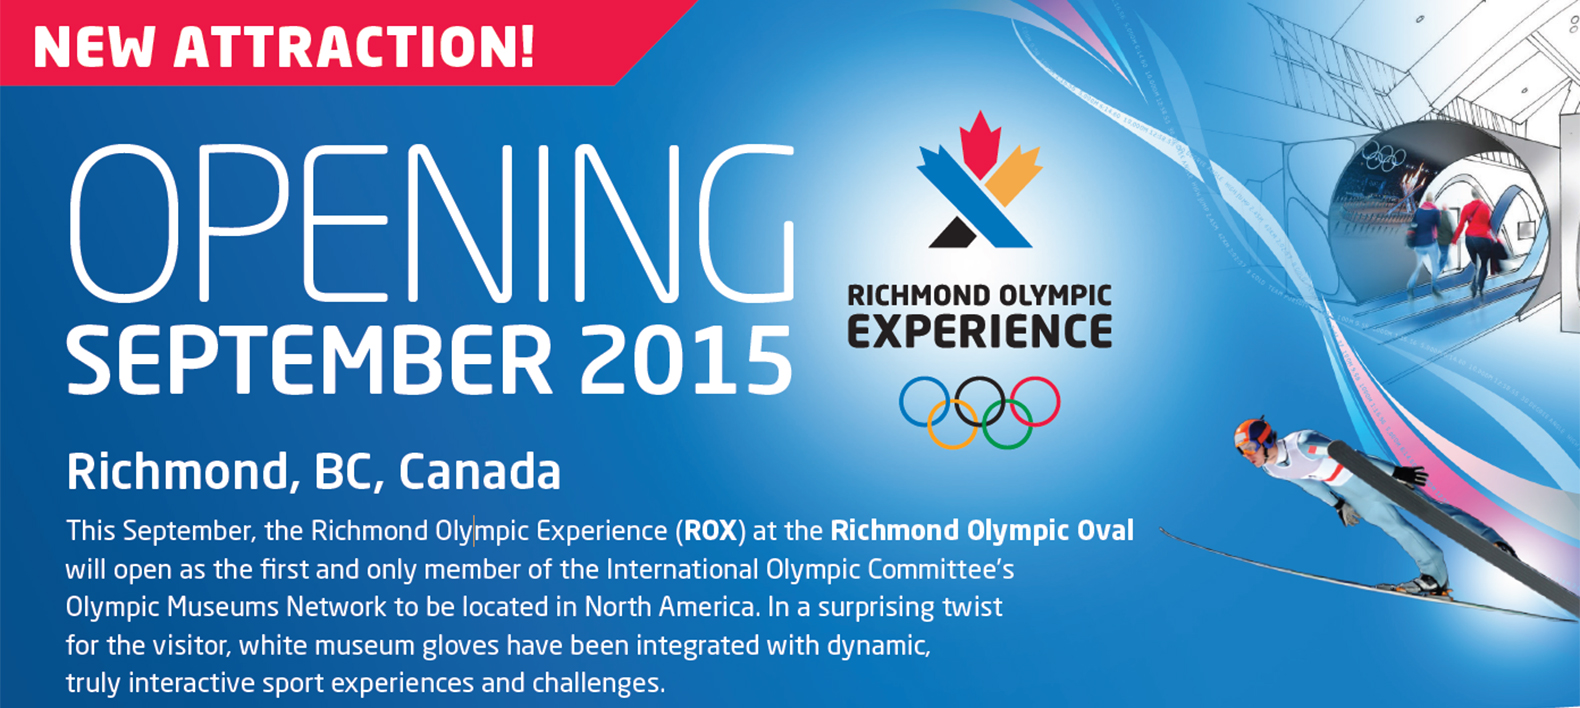 NEW ATTRACTION!
OPENING
SEPTEMBER 2015
RICHMOND OLYMPIC
EXPERIENCE
Richmond, BC, Canada
This September, the Richmond Olympic Experience (ROX) at the Richmond Olympic Oval
will open as the first and only member of the International Olympic Committee's
Olympic Museums Network to be located in North America. In a surprising twist
for the visitor, white museum gloves have been integrated with dynamic,
truly interactive sport experiences and challenges.